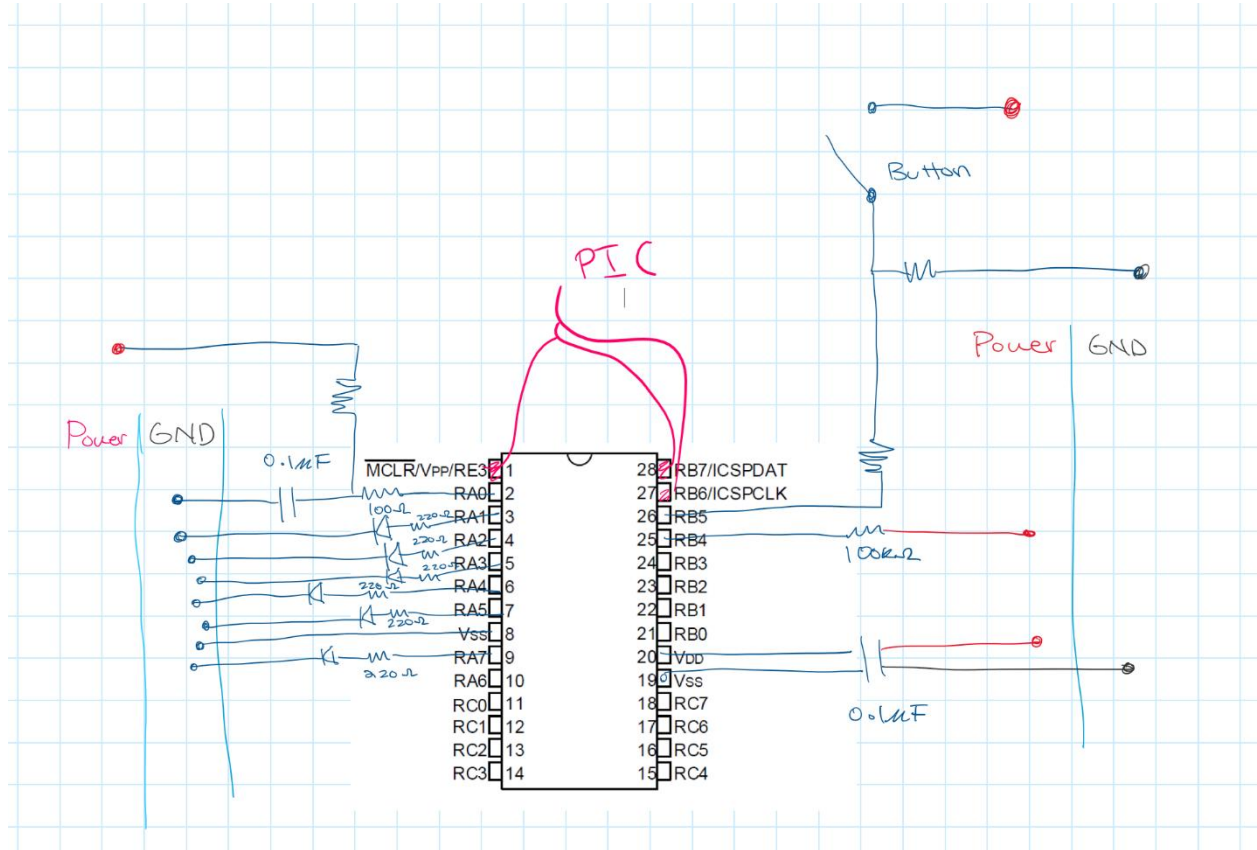 Button
PIC
Power GND
Power GND
0.1μF
100Ω
220Ω
220Ω
220Ω
220Ω
220Ω
220Ω
100kΩ
0.1μF
MCLR/VPP/RE3 1
RA0 2
RA1 3
RA2 4
RA3 5
RA4 6
RA5 7
VSS 8
RA7 9
RA6 10
RC0 11
RC1 12
RC2 13
RC3 14
28 RB7/ICSPDAT
27 RB6/ICSPCLK
26 RB5
25 RB4
24 RB3
23 RB2
22 RB1
21 RB0
20 VDD
19 VSS
18 RC7
17 RC6
16 RC5
15 RC4